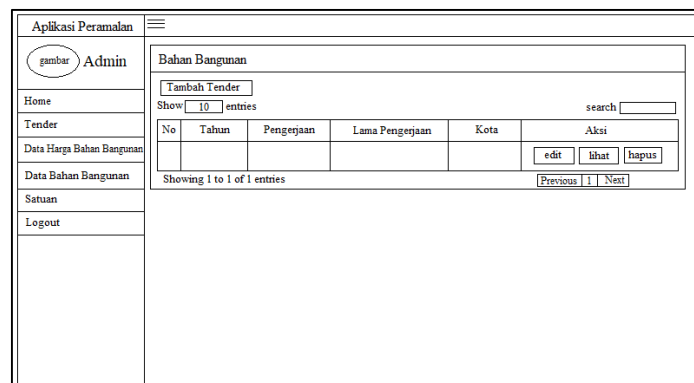 Aplikasi Peramalan
gambar Admin
Home
Tender
Data Harga Bahan Bangunan
Data Bahan Bangunan
Satuan
Logout
Bahan Bangunan
Tambah Tender
Show 10 entries
search
No Tahun Pengerjaan Lama Pengerjaan Kota Aksi
edit lihat hapus
Showing 1 to 1 of 1 entries
Previous 1 Next